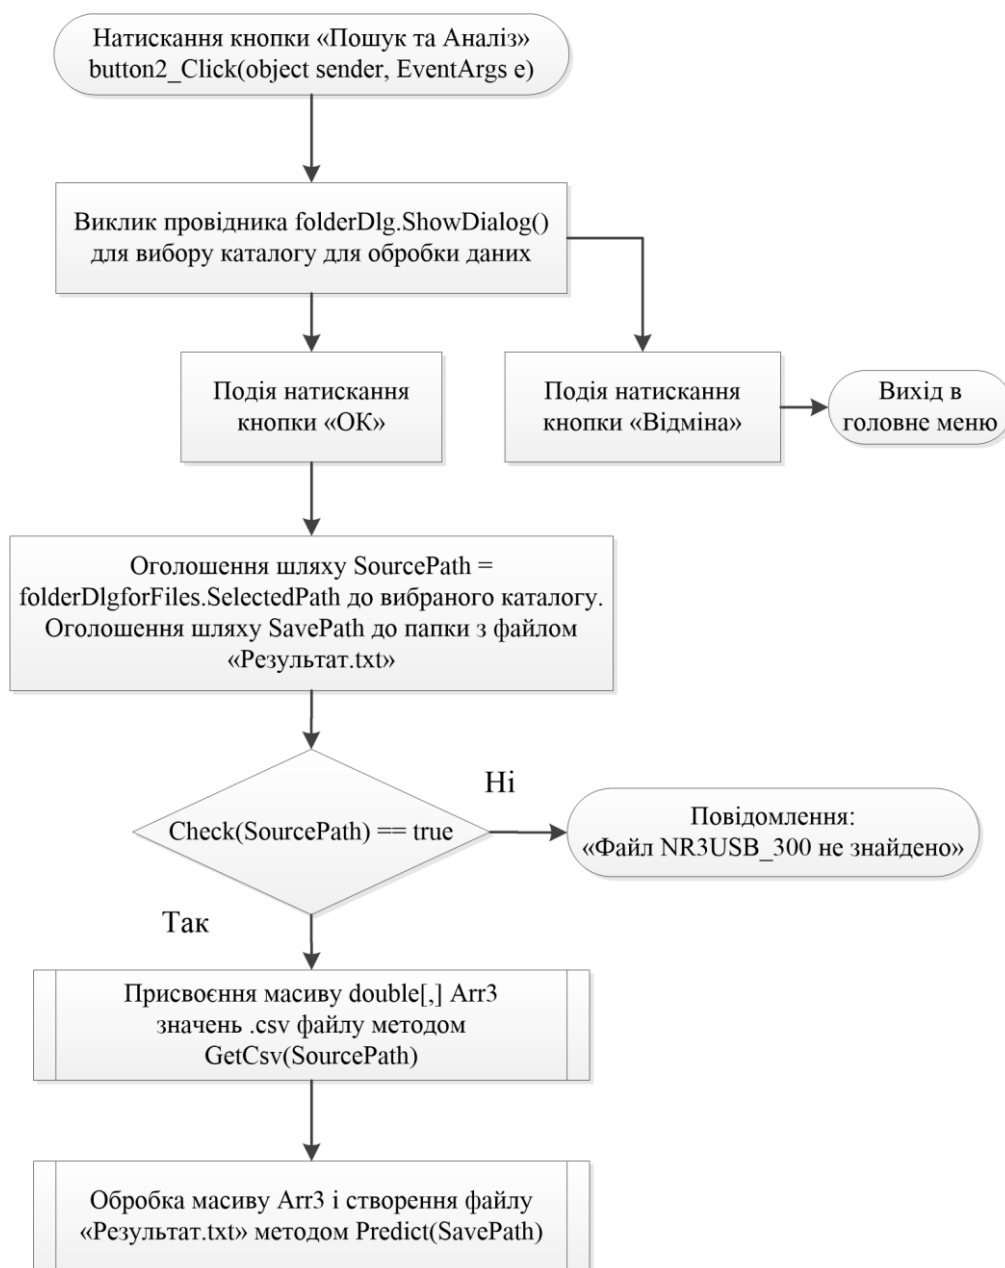 Натискання кнопки «Пошук та Аналіз»
button2_Click(object sender, EventArgs e)
Виклик провідника folderDlg.ShowDialog()
для вибору каталогу для обробки даних
Подія натискання
кнопки «ОК»
Подія натискання
кнопки «Відміна»
Вихід в
головне меню
Оголошення шляху SourcePath =
folderDlgforFiles.SelectedPath до вибраного каталогу.
Оголошення шляху SavePath до папки з файлом
«Результат.txt»
Check(SourcePath) == true
Ні
Повідомлення:
«Файл NR3USB_300 не знайдено»
Так
Присвоєння масиву double[,] Arr3
значень .csv файлу методом
GetCsv(SourcePath)
Обробка масиву Arr3 і створення файлу
«Результат.txt» методом Predict(SavePath)